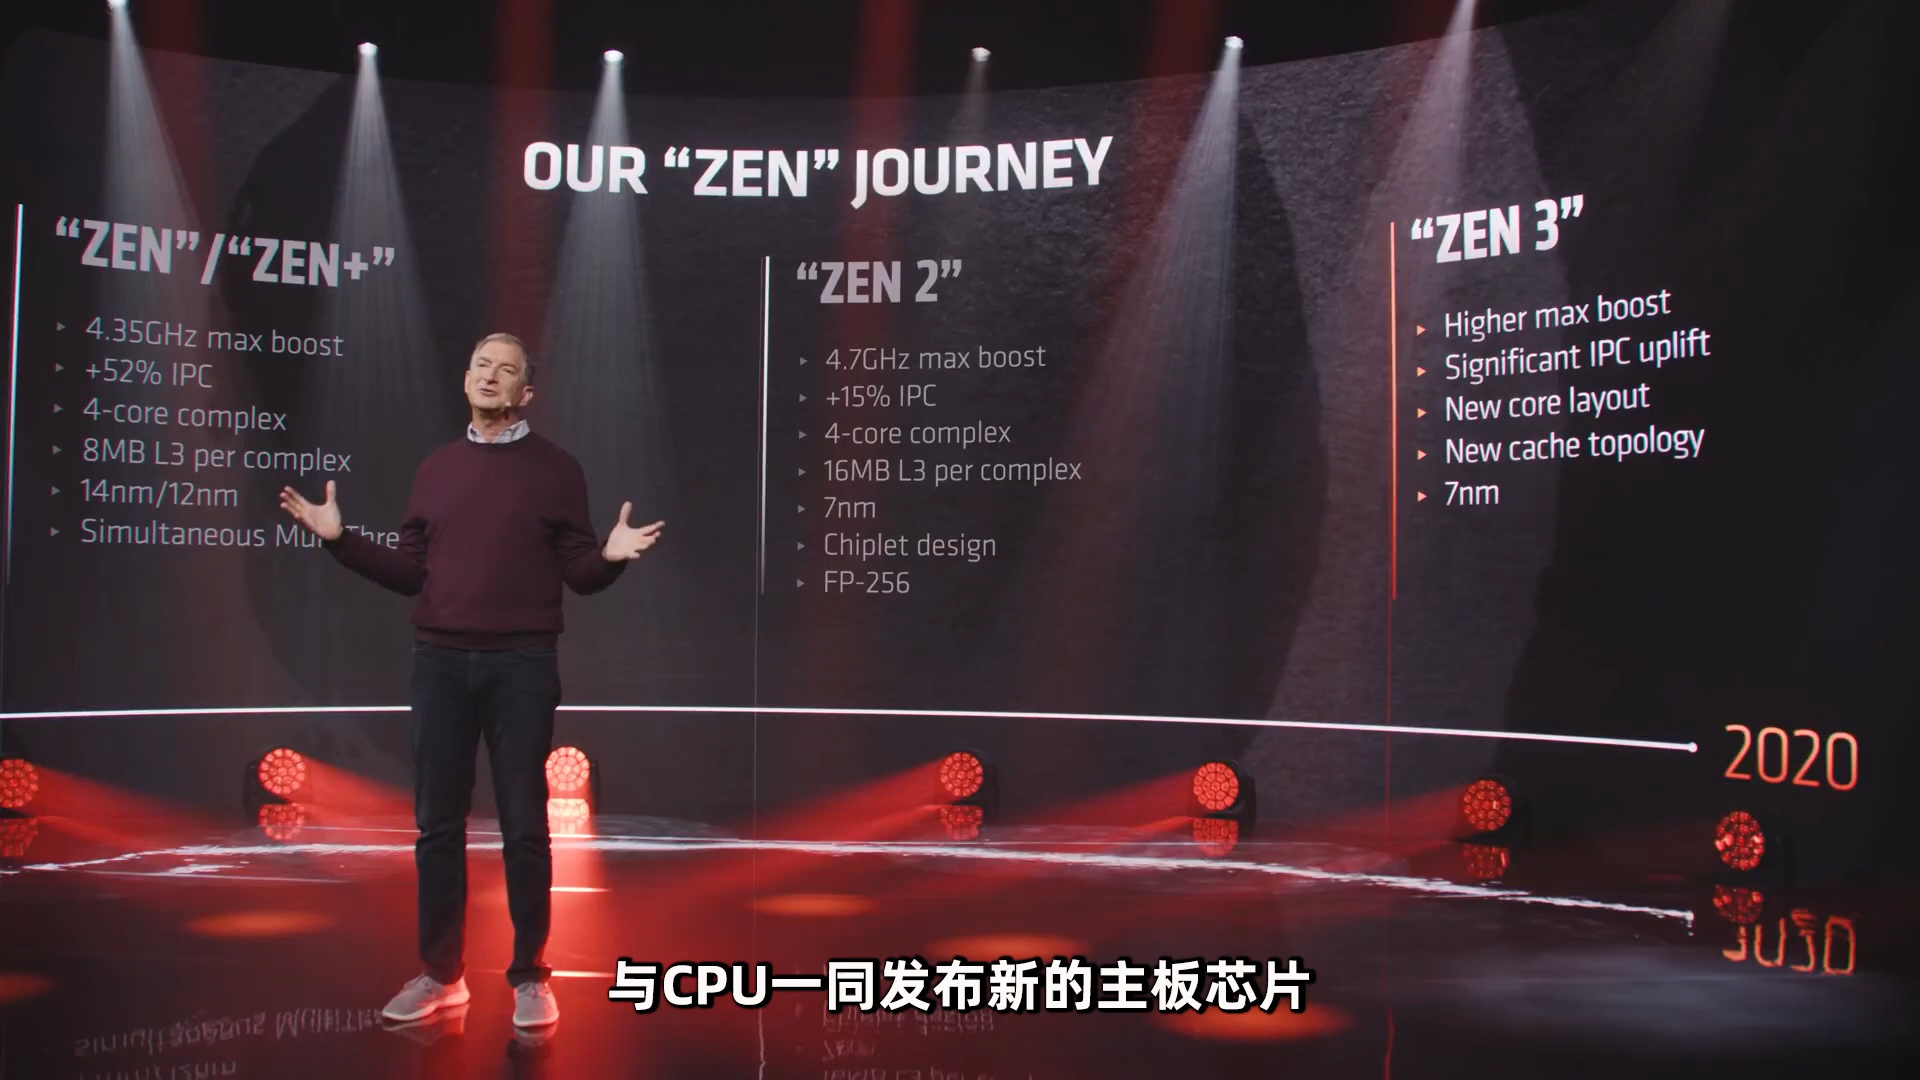 OUR “ZEN” JOURNEY
“ZEN”/“ZEN+”
4.35GHz max boost
+52% IPC
4-core complex
8MB L3 per complex
14nm/12nm
Simultaneous
“ZEN 2”
4.7GHz max boost
+15% IPC
4-core complex
16MB L3 per complex
7nm
Chiplet design
FP-256
“ZEN 3”
Higher max boost
Significant IPC uplift
New core layout
New cache topology
7nm
2020
与CPU一同发布新的主板芯片